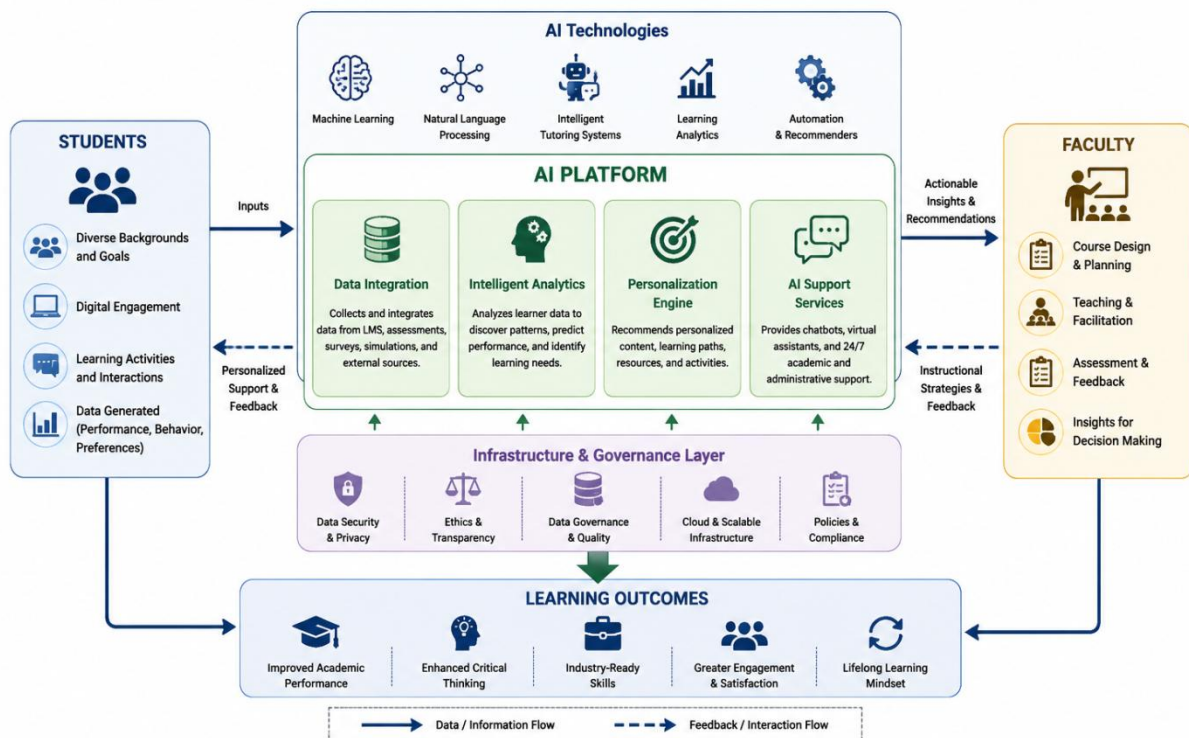 AI Technologies
Machine Learning
Natural Language
Processing
Intelligent
Tutoring Systems
Learning
Analytics
Automation
& Recommenders
STUDENTS
Diverse Backgrounds
and Goals
Digital Engagement
Learning Activities
and Interactions
Data Generated
(Performance, Behavior,
Preferences)
Inputs
Personalized
Support &
Feedback
AI PLATFORM
Data Integration
Collects and integrates
data from LMS, assessments,
surveys, simulations, and
external sources.
Intelligent Analytics
Analyzes learner data to
discover patterns, predict
performance, and identify
learning needs.
Personalization
Engine
Recommends personalized
content, learning paths,
resources, and activities.
AI Support
Services
Provides chatbots, virtual
assistants, and 24/7
academic and
administrative support.
Actionable
Insights &
Recommendations
Instructional
Strategies &
Feedback
FACULTY
Course Design
& Planning
Teaching &
Facilitation
Assessment &
Feedback
Insights for
Decision Making
Infrastructure & Governance Layer
Data Security
& Privacy
Ethics &
Transparency
Data Governance
& Quality
Cloud & Scalable
Infrastructure
Policies &
Compliance
LEARNING OUTCOMES
Improved Academic
Performance
Enhanced Critical
Thinking
Industry-Ready
Skills
Greater Engagement
& Satisfaction
Lifelong Learning
Mindset
Data / Information Flow
Feedback / Interaction Flow